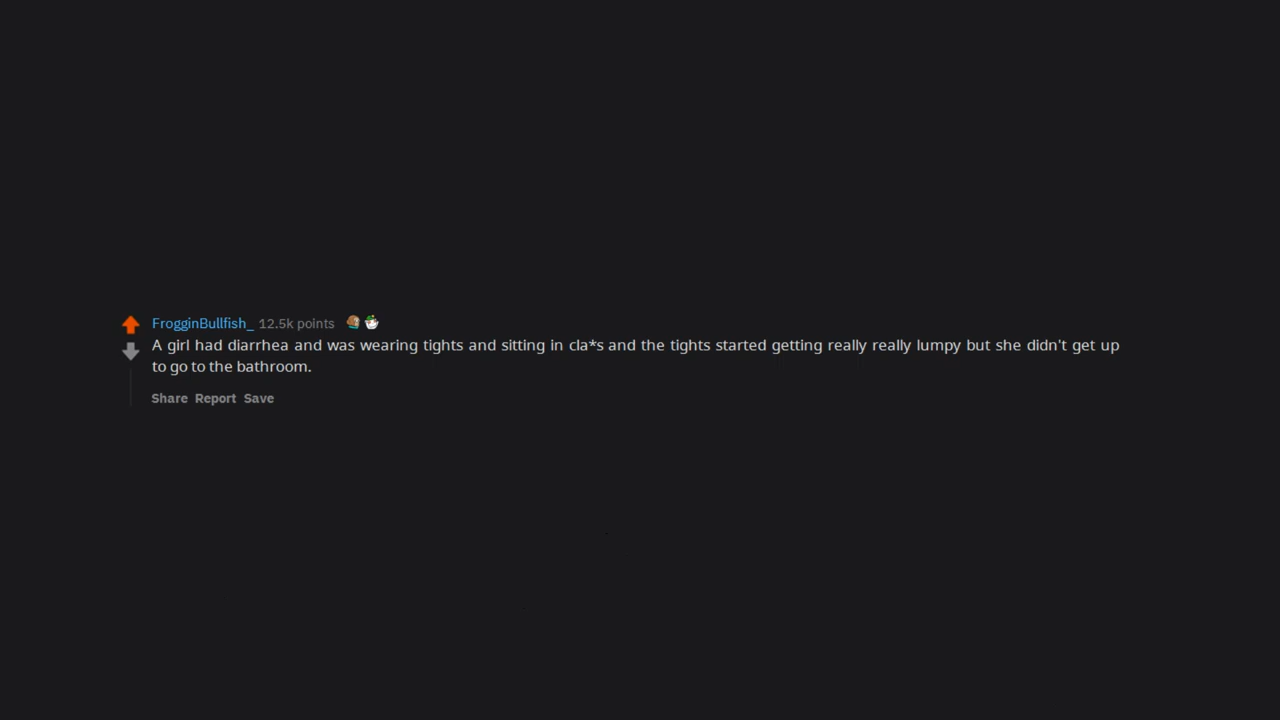 FrogginBullfish_ 12.5k points
A girl had diarrhea and was wearing tights and sitting in cla*s and the tights started getting really really lumpy but she didn't get up
to go to the bathroom.
Share Report Save